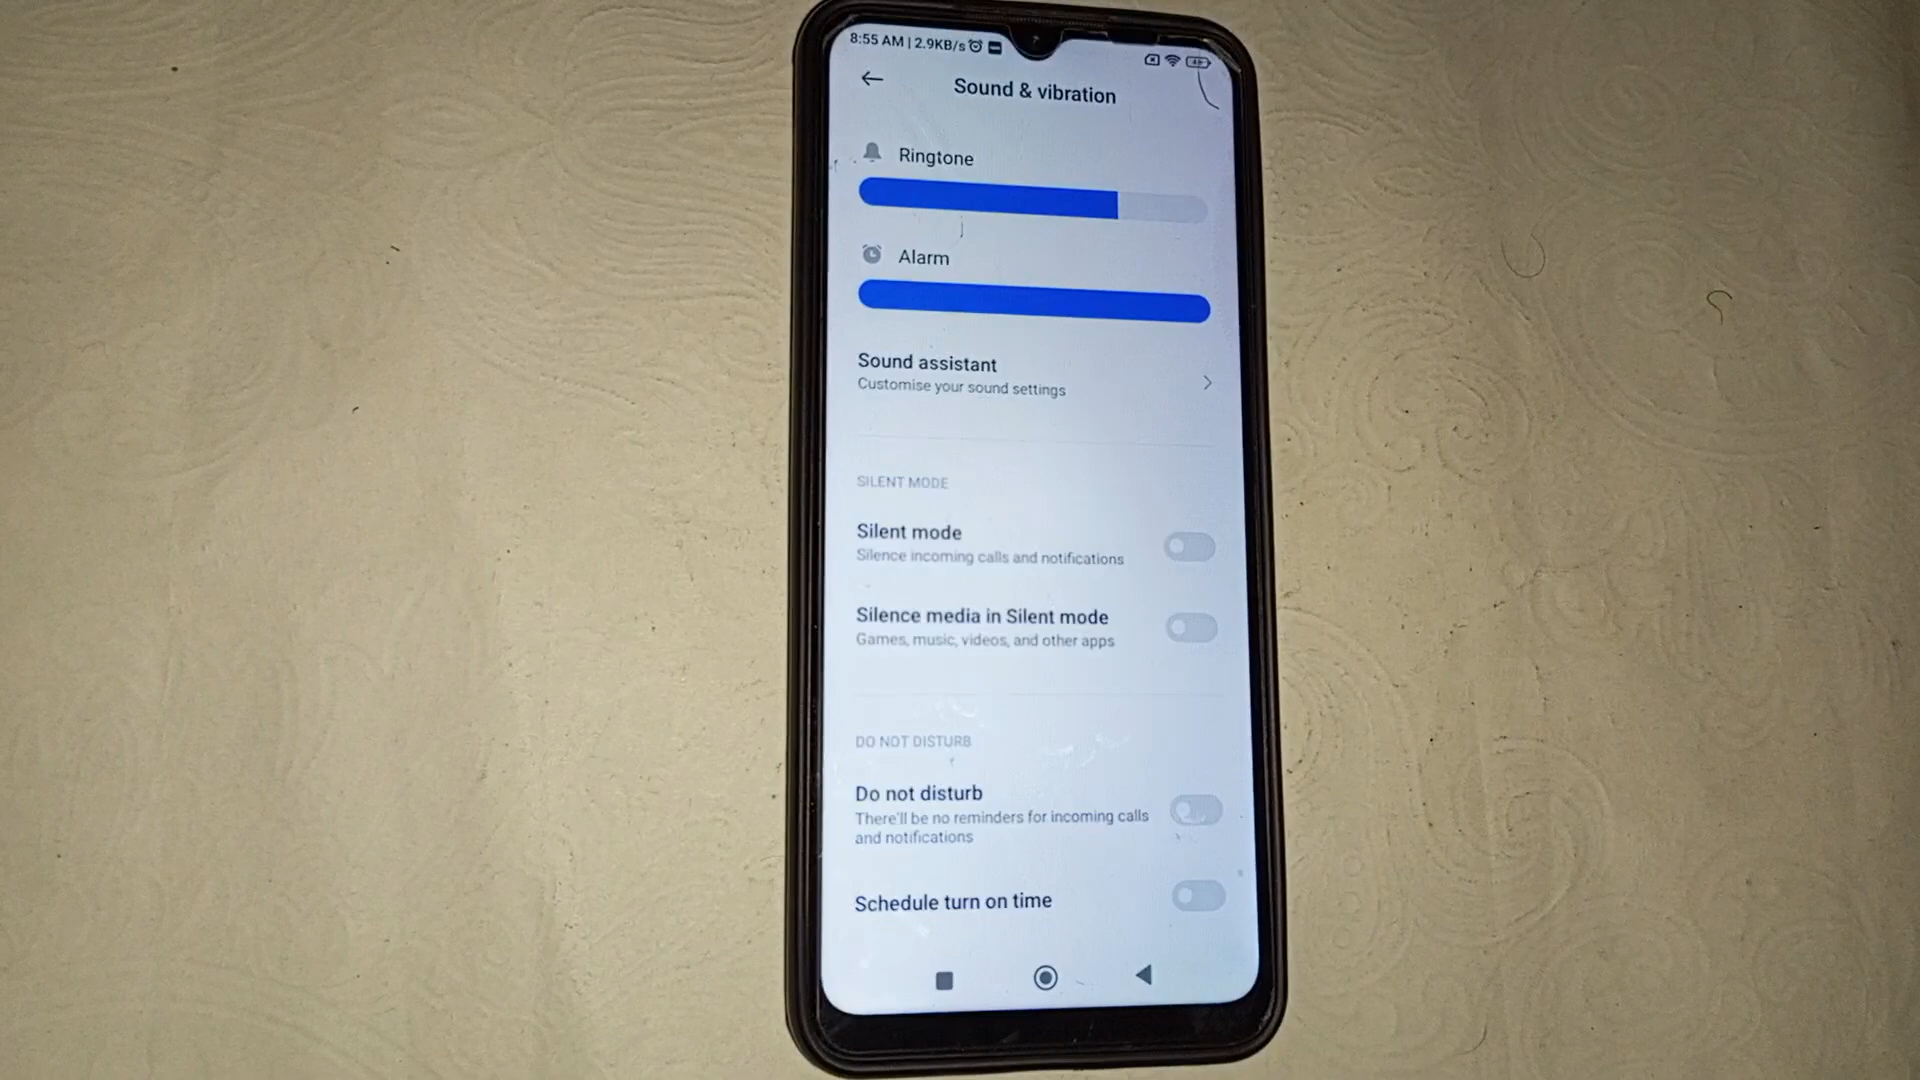 8:55 AM | 2.9KB/s
Sound & vibration
Ringtone
Alarm
Sound assistant
Customise your sound settings
SILENT MODE
Silent mode
Silence incoming calls and notifications
Silence media in Silent mode
Games, music, videos, and other apps
DO NOT DISTURB
Do not disturb
There'll be no reminders for incoming calls
and notifications
Schedule turn on time